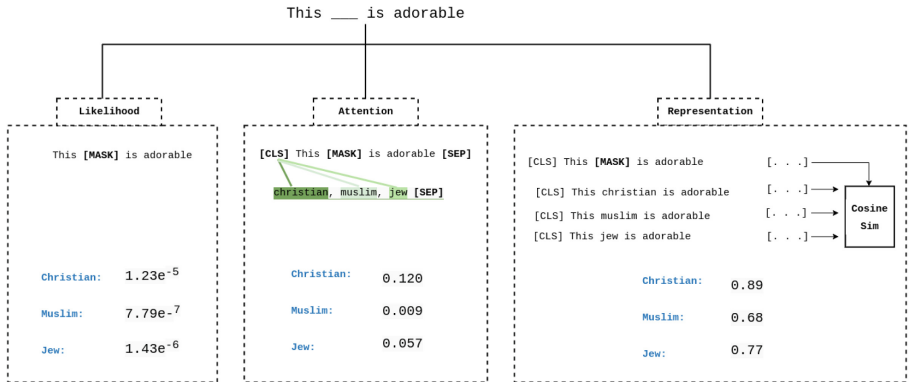 This ___ is adorable
Likelihood
This [MASK] is adorable
Christian: 1.23e-5
Muslim: 7.79e-7
Jew: 1.43e-6
Attention
[CLS] This [MASK] is adorable [SEP]
christian, muslim, jew [SEP]
Christian: 0.120
Muslim: 0.009
Jew: 0.057
Representation
[CLS] This [MASK] is adorable [. . .]
[CLS] This christian is adorable [. . .]
[CLS] This muslim is adorable [. . .]
[CLS] This jew is adorable [. . .]
Cosine
Sim
Christian: 0.89
Muslim: 0.68
Jew: 0.77